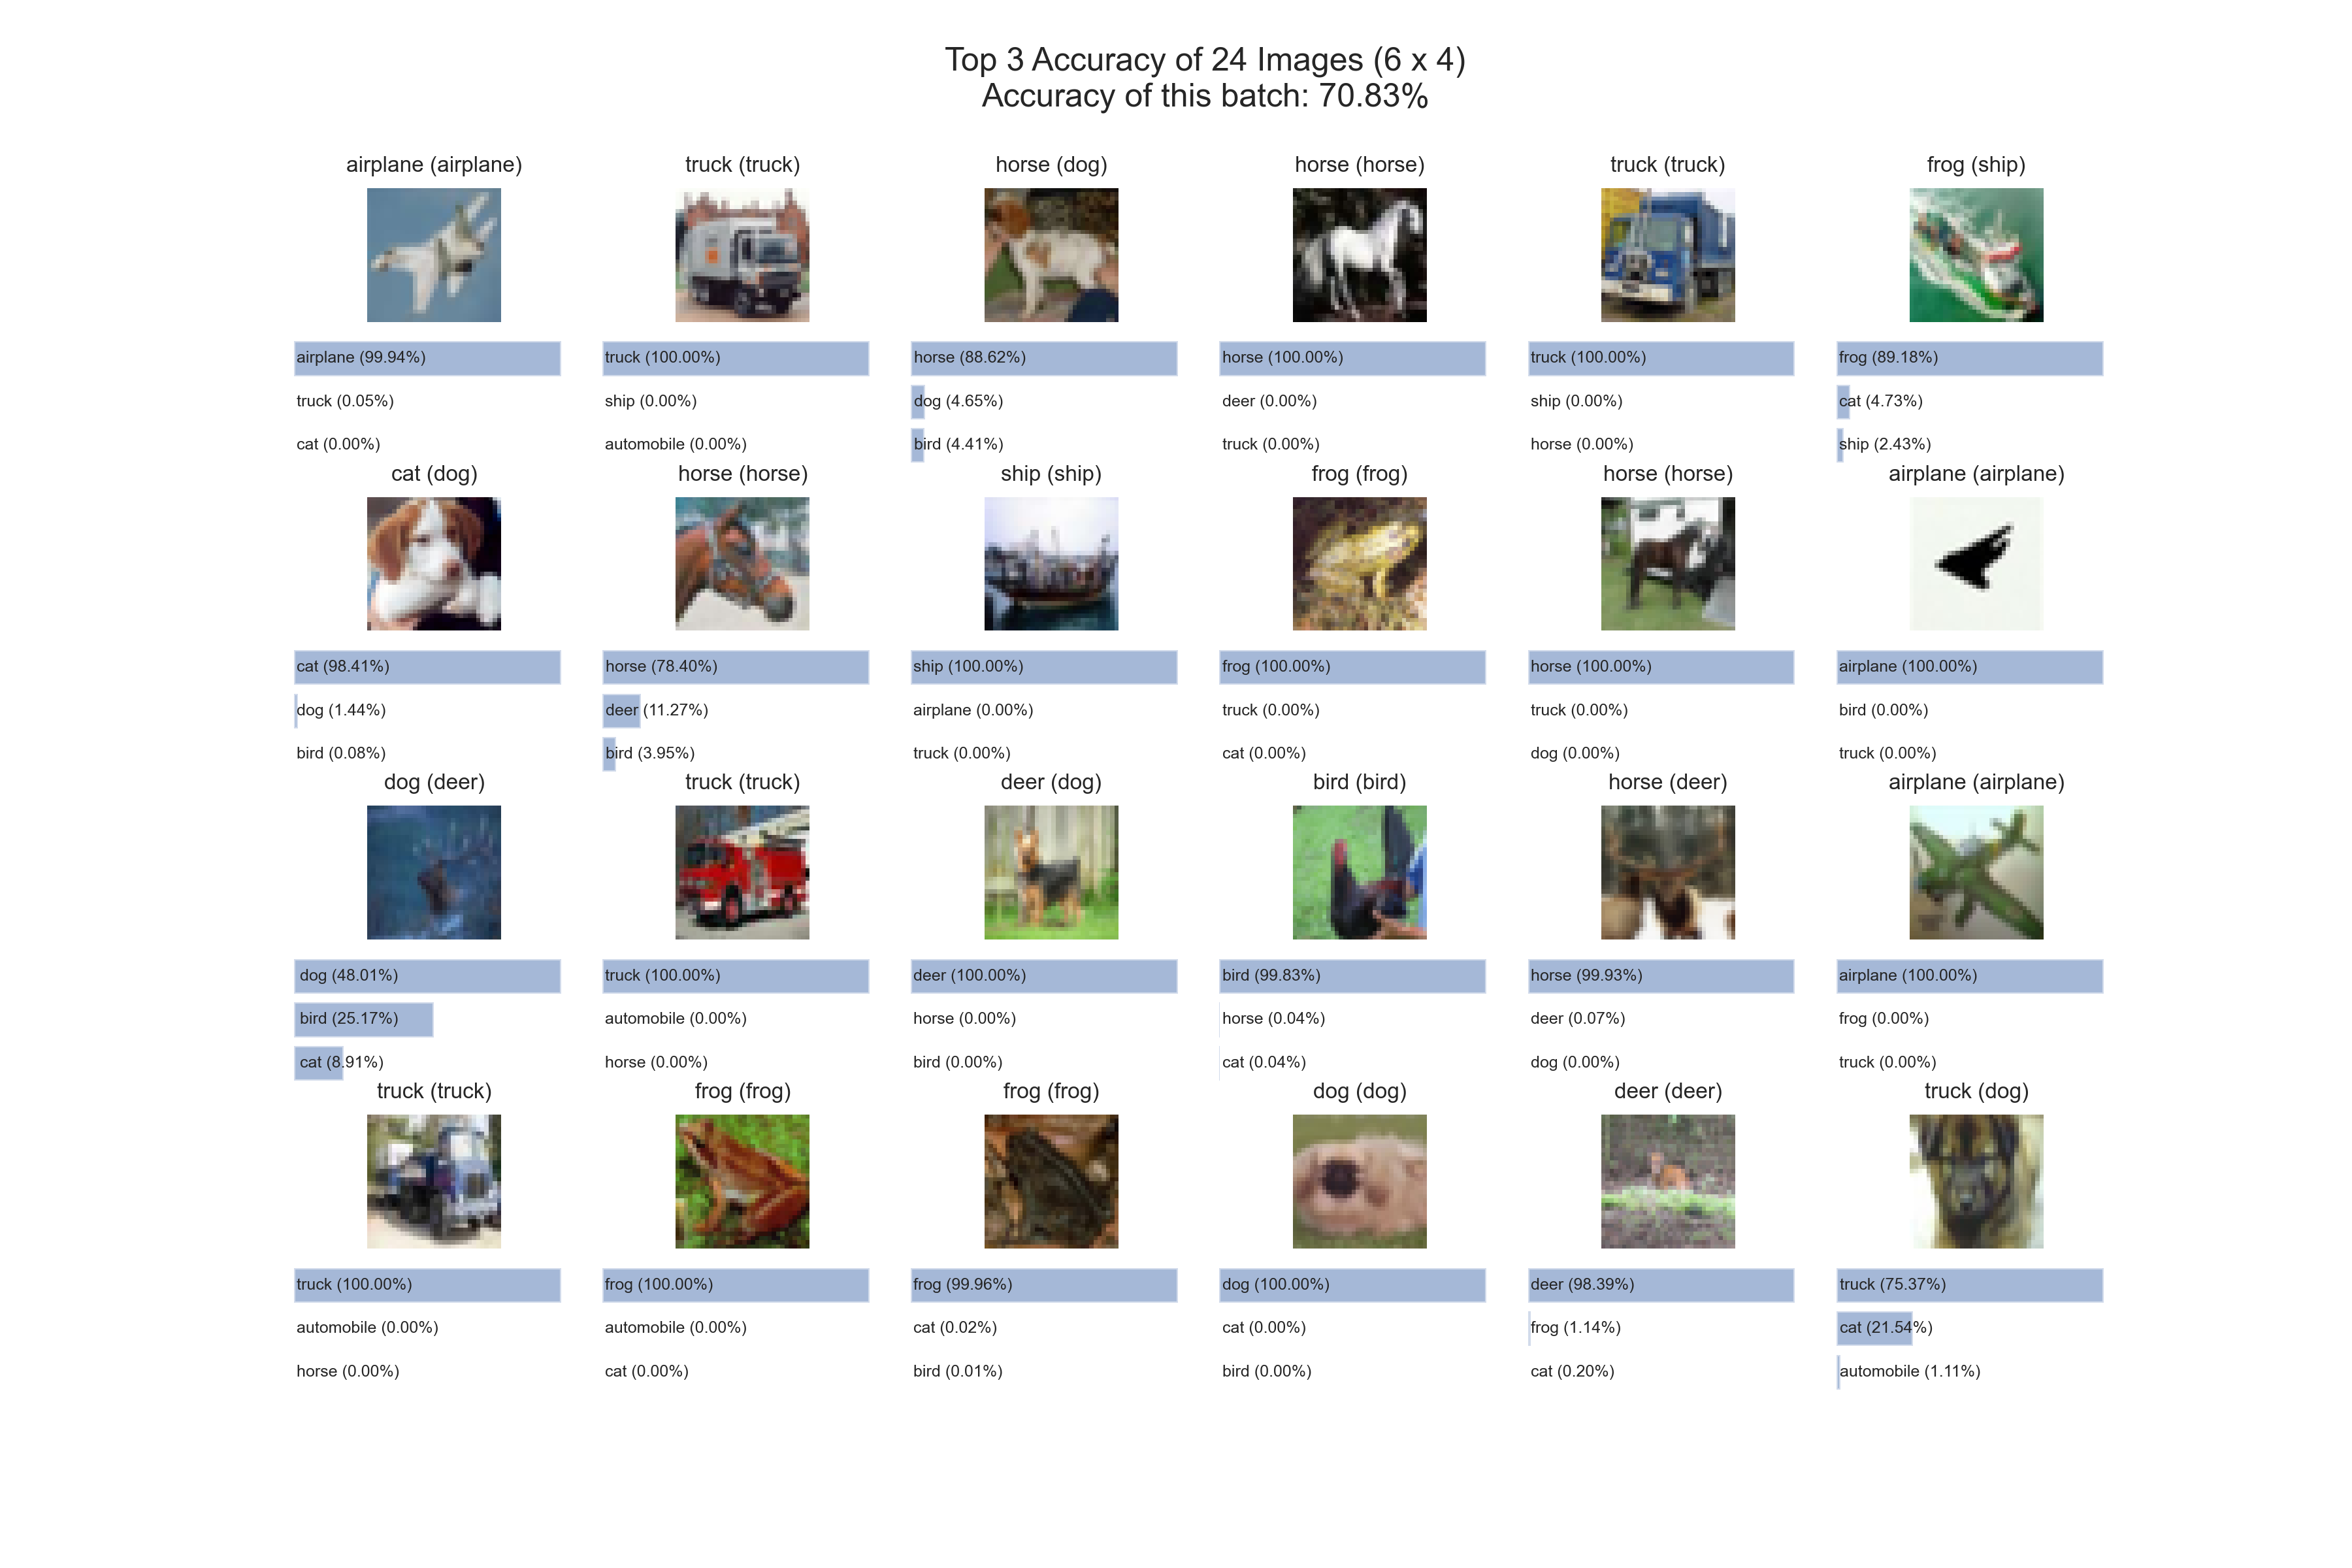 Top 3 Accuracy of 24 Images (6 x 4)
Accuracy of this batch: 70.83%
airplane (airplane)
airplane (99.94%)
truck (0.05%)
cat (0.00%)
truck (truck)
truck (100.00%)
ship (0.00%)
automobile (0.00%)
horse (dog)
horse (88.62%)
dog (4.65%)
bird (4.41%)
horse (horse)
horse (100.00%)
deer (0.00%)
truck (0.00%)
truck (truck)
truck (100.00%)
ship (0.00%)
horse (0.00%)
frog (ship)
frog (89.18%)
cat (4.73%)
ship (2.43%)
cat (dog)
cat (98.41%)
dog (1.44%)
bird (0.08%)
horse (horse)
horse (78.40%)
deer (11.27%)
bird (3.95%)
ship (ship)
ship (100.00%)
airplane (0.00%)
truck (0.00%)
frog (frog)
frog (100.00%)
truck (0.00%)
cat (0.00%)
horse (horse)
horse (100.00%)
truck (0.00%)
dog (0.00%)
airplane (airplane)
airplane (100.00%)
bird (0.00%)
truck (0.00%)
dog (deer)
dog (48.01%)
bird (25.17%)
cat (8.91%)
truck (truck)
truck (100.00%)
automobile (0.00%)
horse (0.00%)
deer (dog)
deer (100.00%)
horse (0.00%)
bird (0.00%)
bird (bird)
bird (99.83%)
horse (0.04%)
cat (0.04%)
horse (deer)
horse (99.93%)
deer (0.07%)
dog (0.00%)
airplane (airplane)
airplane (100.00%)
frog (0.00%)
truck (0.00%)
truck (truck)
truck (100.00%)
automobile (0.00%)
horse (0.00%)
frog (frog)
frog (100.00%)
automobile (0.00%)
cat (0.00%)
frog (frog)
frog (99.96%)
cat (0.02%)
bird (0.01%)
dog (dog)
dog (100.00%)
cat (0.00%)
bird (0.00%)
deer (deer)
deer (98.39%)
frog (1.14%)
cat (0.20%)
truck (dog)
truck (75.37%)
cat (21.54%)
automobile (1.11%)